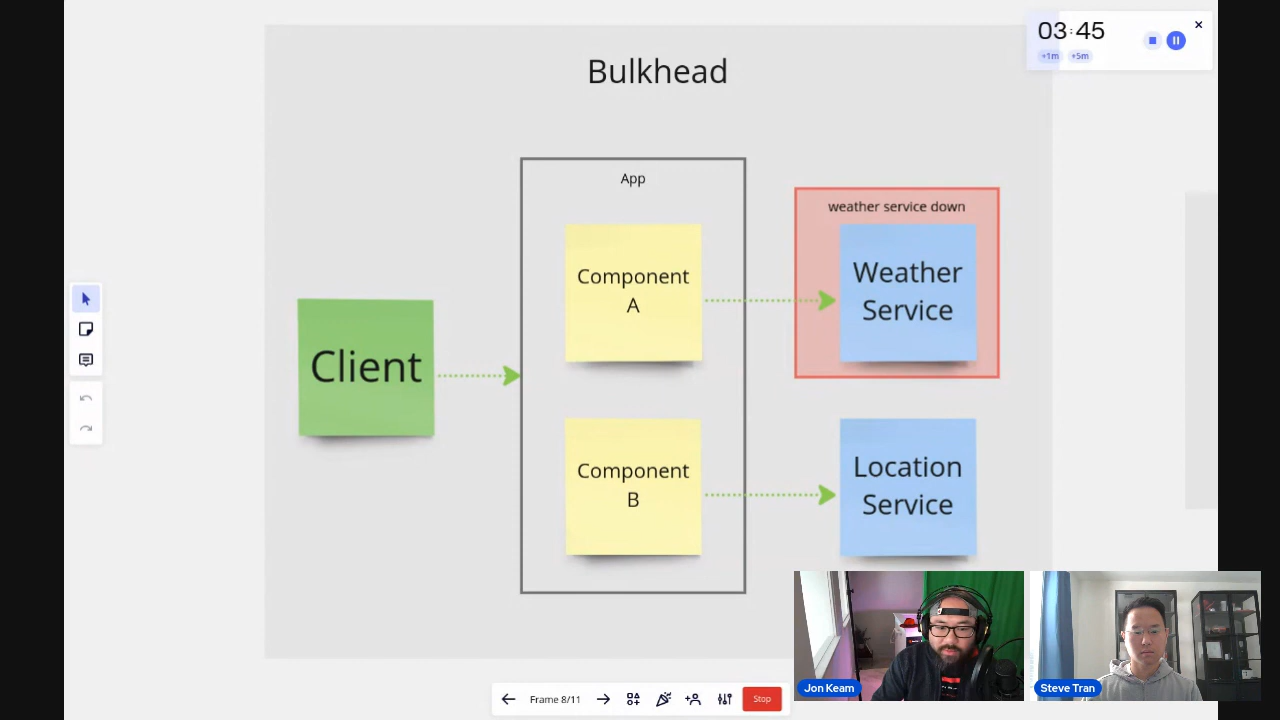 Bulkhead
03:45
+1m +5m
App
weather service down
Component
A
Weather
Service
Client
Component
B
Location
Service
Jon Keam
Steve Tran
Frame 8/11
Stop